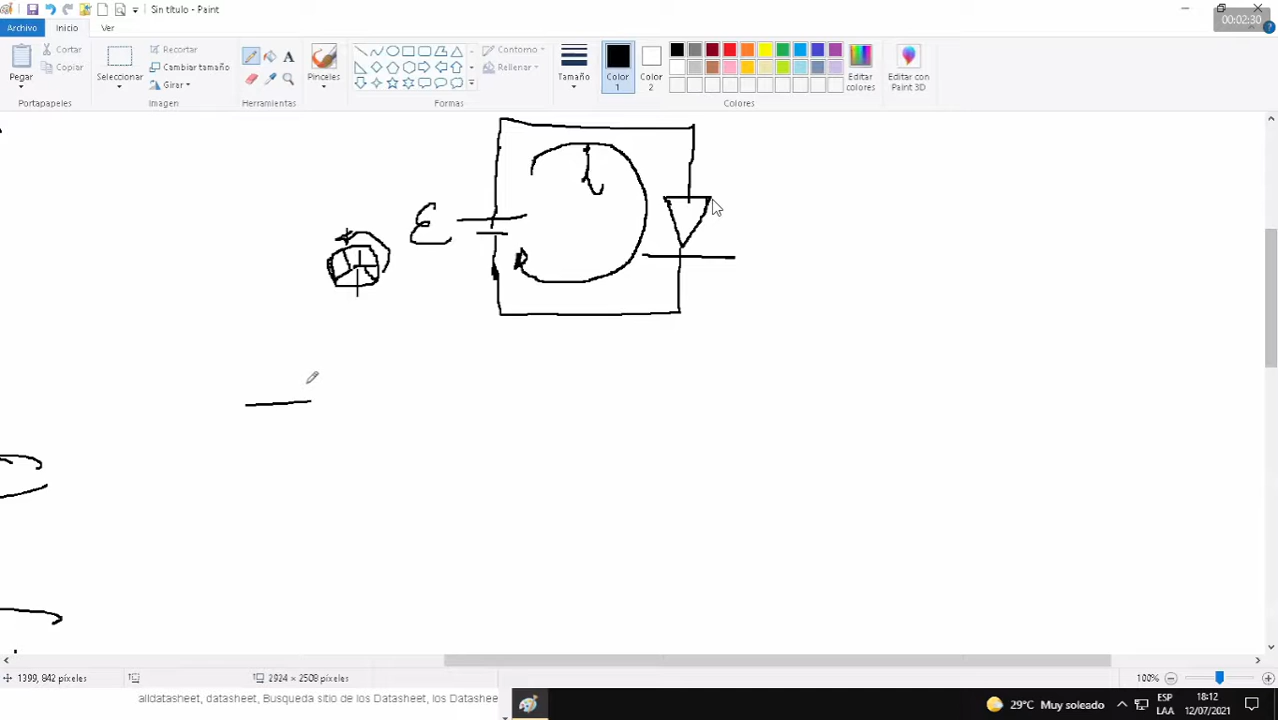 Sin título - Paint
00:02:30
Archivo Inicio Ver
Pegar
Cortar
Copiar
Portapapeles
Seleccionar
Recortar
Cambiar tamaño
Girar
Imagen
A
Herramientas
Pinceles
Contorno
Rellenar
Formas
Tamaño
Color 1
Color 2
Editar colores
Colores
Editar con Paint 3D
ε
i
1399, 842 píxeles
2924 × 2508 píxeles
100%
alldatasheet, datasheet, Busqueda sitio de los Datasheet, los Datashee
29°C Muy soleado
ESP
LAA
18:12
12/07/2021